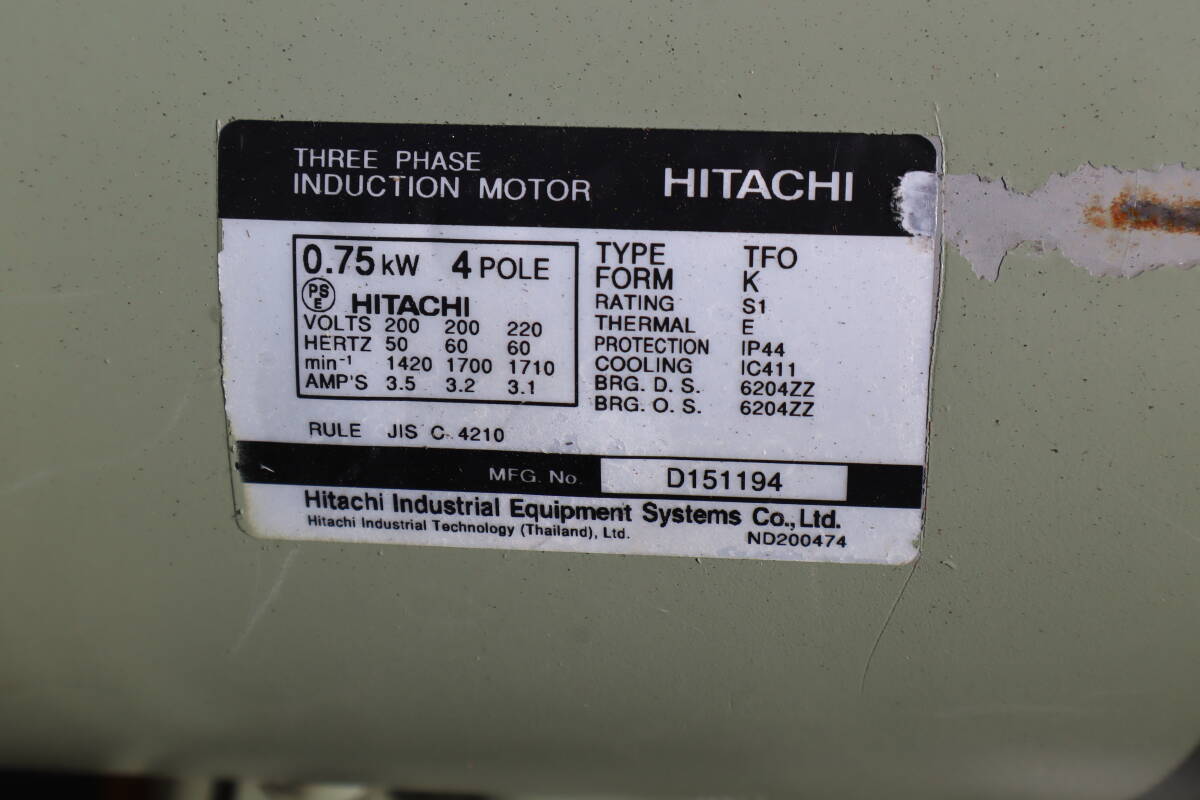 THREE PHASE
INDUCTION MOTOR
HITACHI
0.75 kW 4 POLE
PSE HITACHI
VOLTS 200 200 220
HERTZ 50 60 60
min⁻¹ 1420 1700 1710
AMP'S 3.5 3.2 3.1
TYPE TFO
FORM K
RATING S1
THERMAL E
PROTECTION IP44
COOLING IC411
BRG. D. S. 6204ZZ
BRG. O. S. 6204ZZ
RULE JIS C 4210
MFG. No. D151194
Hitachi Industrial Equipment Systems Co., Ltd.
Hitachi Industrial Technology (Thailand), Ltd.
ND200474